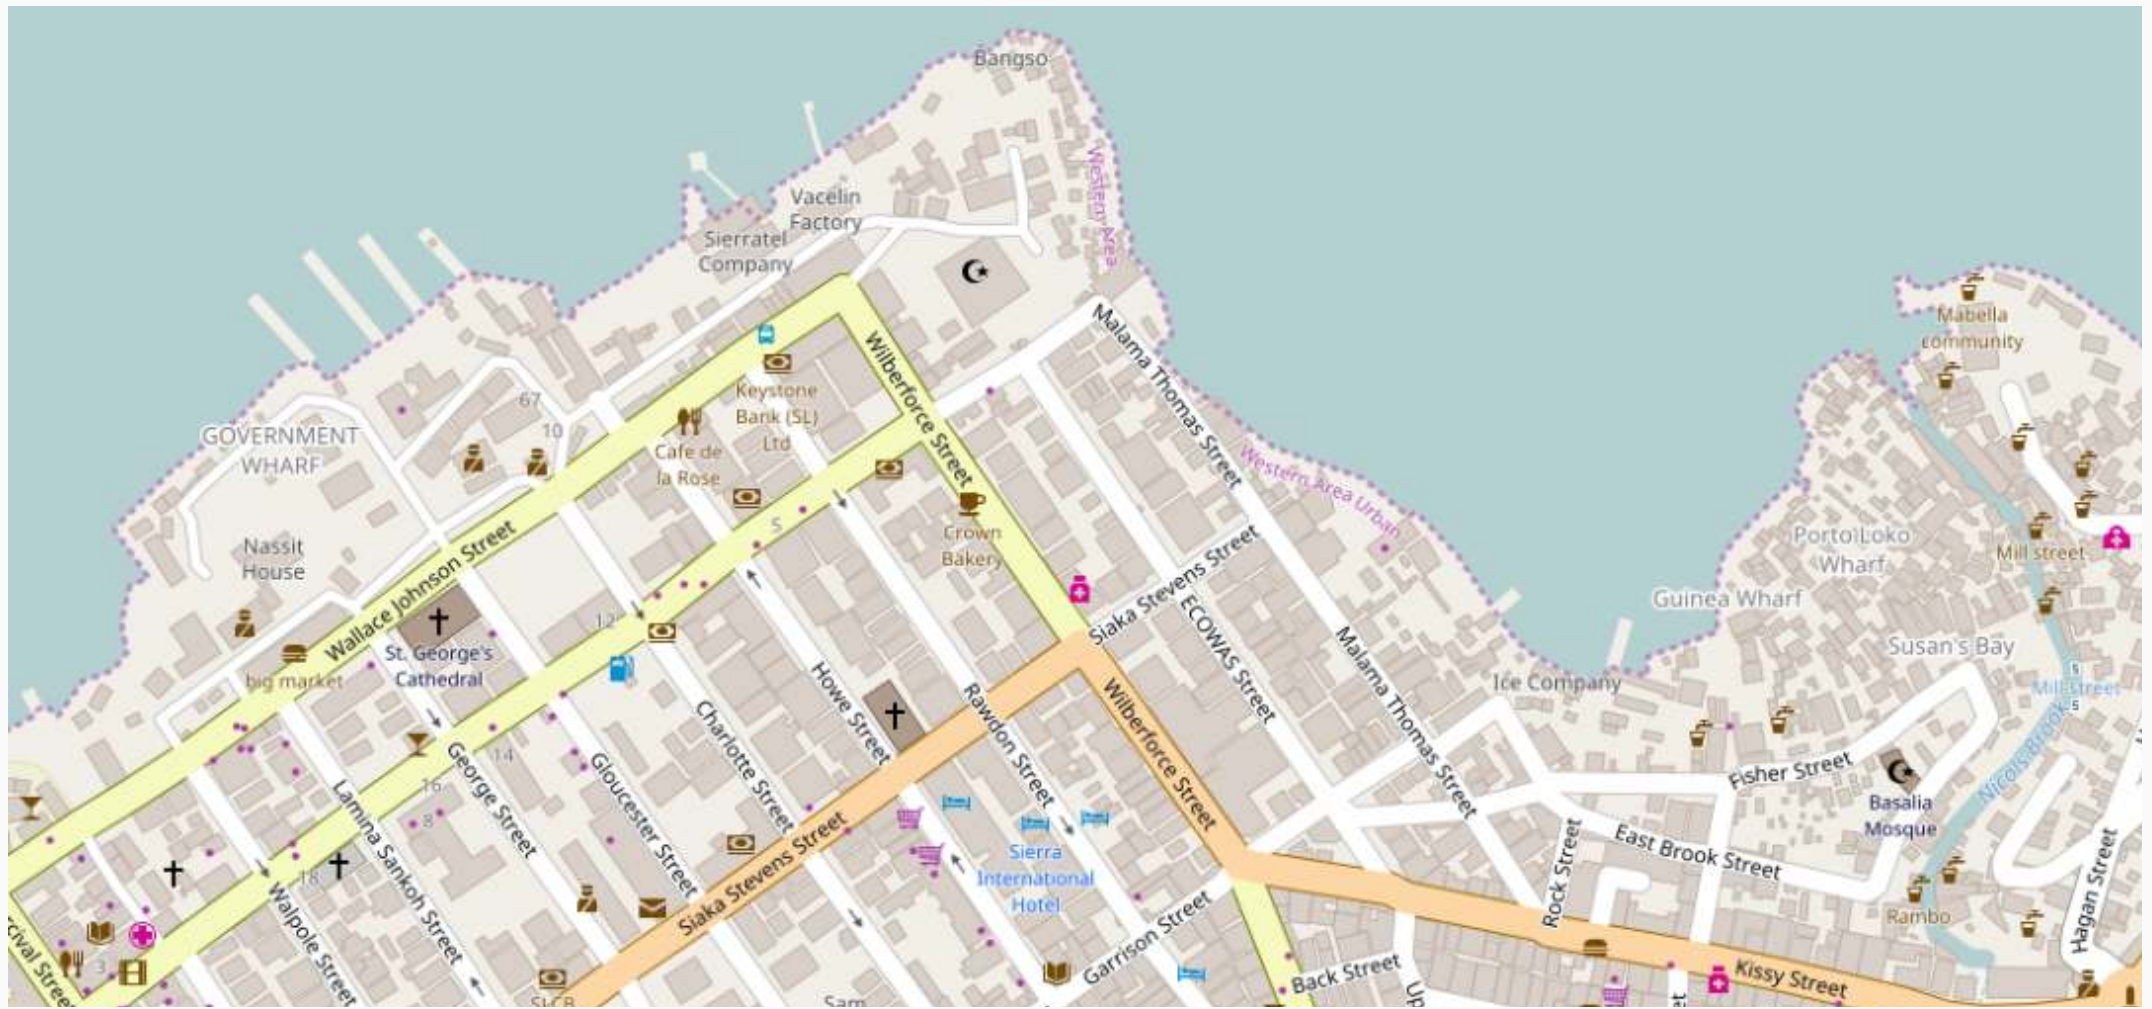 Bangso
Western Area
Vacelin
Factory
Sierratel
Company
Malama Thomas Street
Mabella
community
Wilberforce Street
Keystone
Bank (SL)
Ltd
67
10
GOVERNMENT
WHARF
Cafe de
la Rose
Western Area Urban
5
Crown
Bakery
Nassit
House
Wallace Johnson Street
Siaka Stevens Street
Porto Loko
Wharf
Mill street
Guinea Wharf
12
St. George's
Cathedral
big market
ECOWAS Street
Malama Thomas Street
Susan's Bay
Ice Company
Mill street
Howe Street
Rawdon Street
Wilberforce Street
Charlotte Street
Nicols Brook
George Street
14
Gloucester Street
16
8
Lamina Sankoh Street
Fisher Street
Basalia
Mosque
East Brook Street
Rock Street
Siaka Stevens Street
Sierra
International
Hotel
18
Walpole Street
Rambo
Hagan Street
Garrison Street
3
rcival Street
Back Street
Kissy Street
SLCB
Sam
Up
et